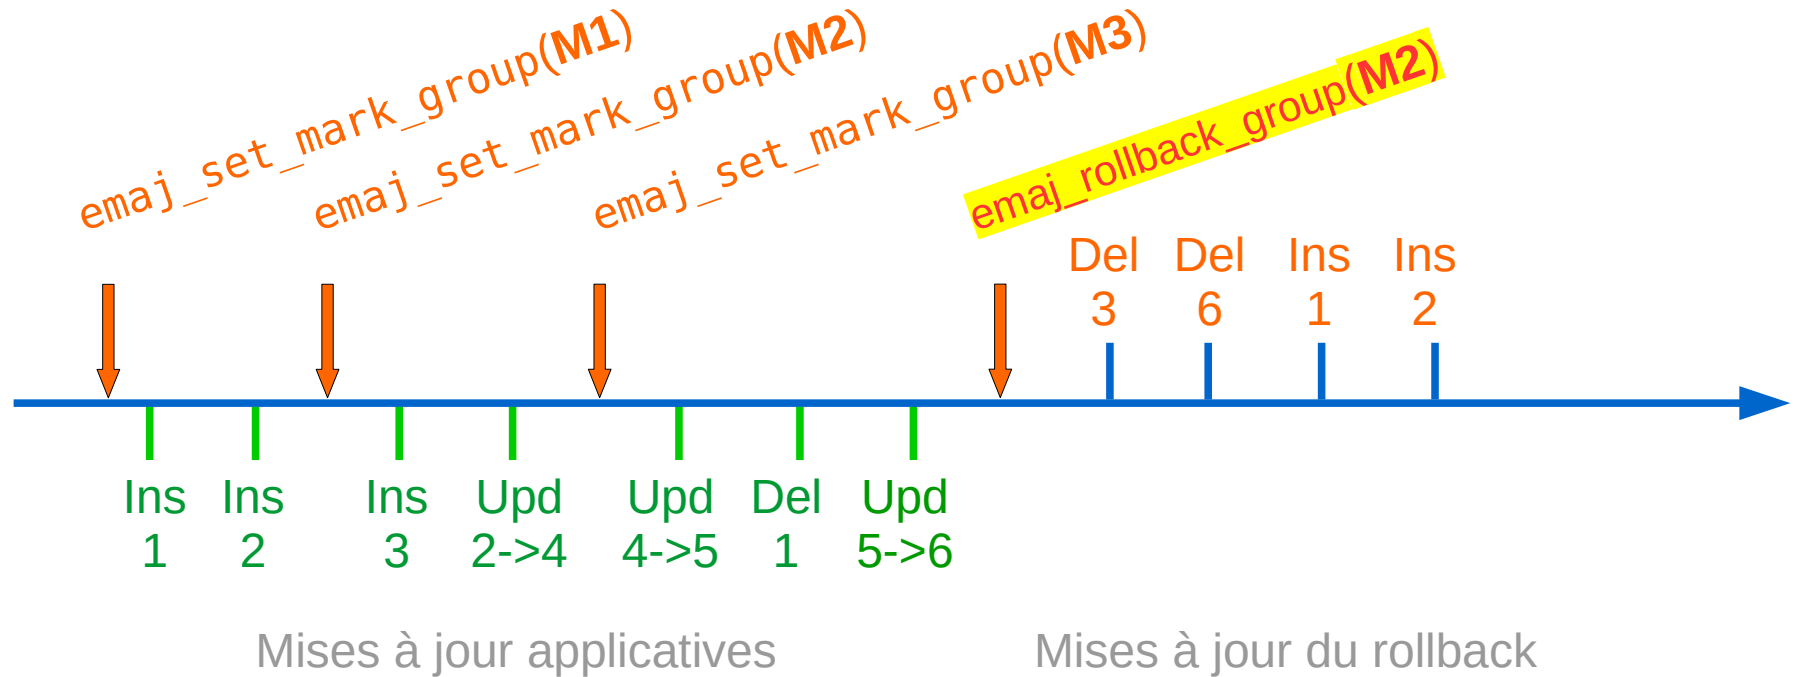 emaj_set_mark_group(M1)
emaj_set_mark_group(M2)
emaj_set_mark_group(M3)
emaj_rollback_group(M2)
Del Del Ins Ins
3 6 1 2
Ins Ins Ins Upd Upd Del Upd
1 2 3 2->4 4->5 1 5->6
Mises à jour applicatives Mises à jour du rollback